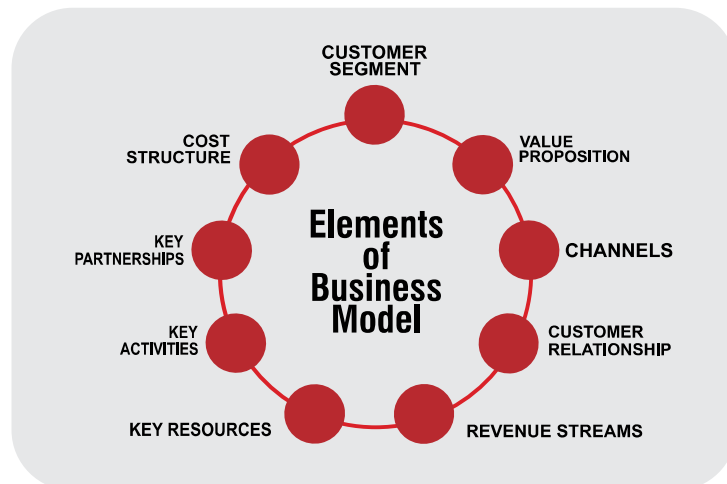 CUSTOMER
SEGMENT
VALUE
PROPOSITION
CHANNELS
CUSTOMER
RELATIONSHIP
REVENUE STREAMS
KEY RESOURCES
KEY
ACTIVITIES
KEY
PARTNERSHIPS
COST
STRUCTURE
Elements
of
Business
Model